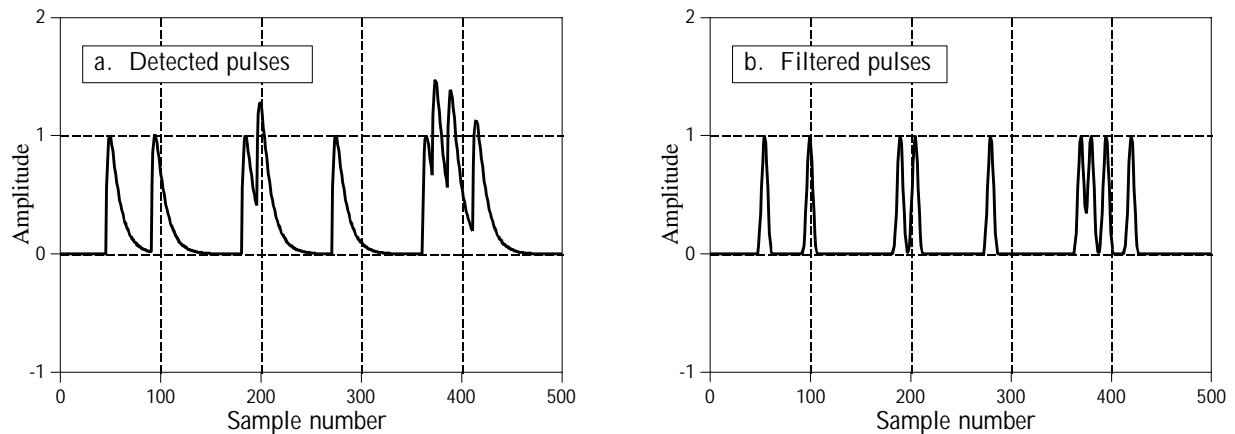 2
a. Detected pulses
1
Amplitude
0
-1
0 100 200 300 400 500
Sample number
2
b. Filtered pulses
1
Amplitude
0
-1
0 100 200 300 400 500
Sample number